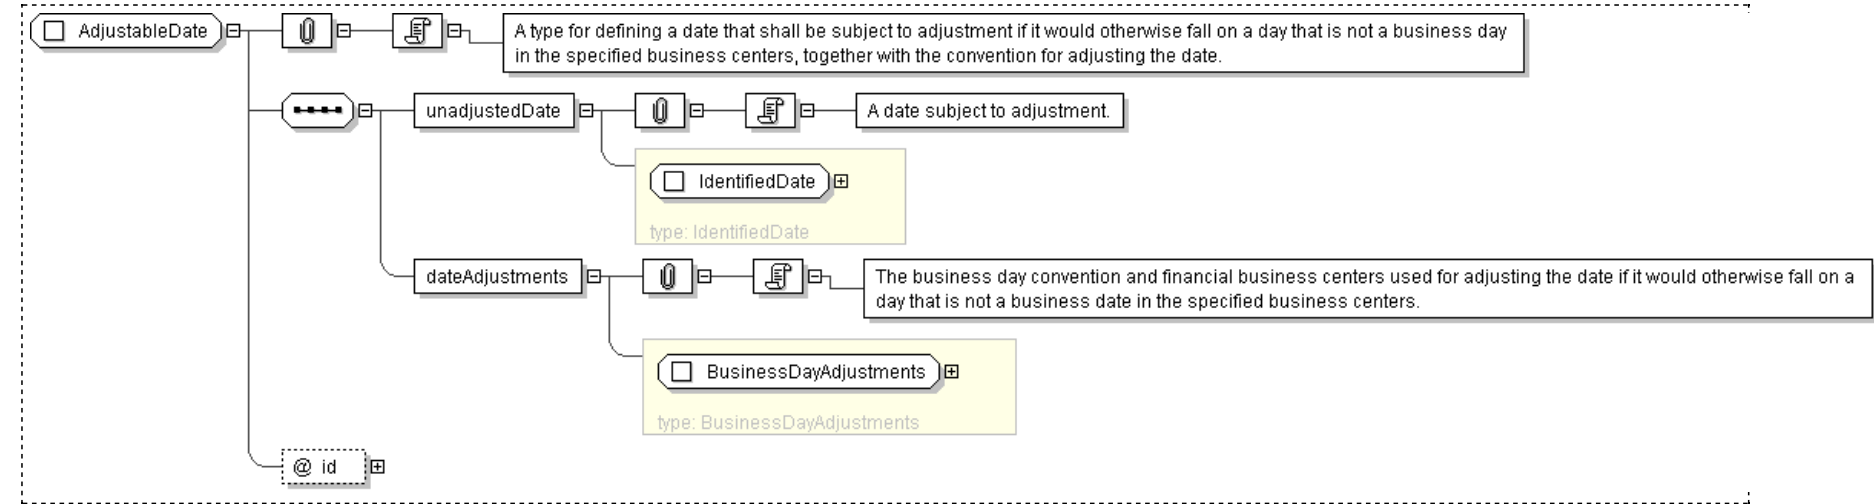 AdjustableDate
A type for defining a date that shall be subject to adjustment if it would otherwise fall on a day that is not a business day
in the specified business centers, together with the convention for adjusting the date.
unadjustedDate
A date subject to adjustment.
IdentifiedDate
type: IdentifiedDate
dateAdjustments
The business day convention and financial business centers used for adjusting the date if it would otherwise fall on a
day that is not a business date in the specified business centers.
BusinessDayAdjustments
type: BusinessDayAdjustments
@ id